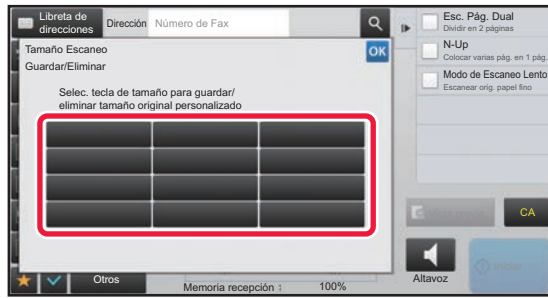 Libreta de
direcciones
Dirección
Número de Fax
Esc. Pág. Dual
Dividir en 2 páginas
Tamaño Escaneo
OK
Guardar/Eliminar
N-Up
Colocar varias pág. en 1 pág.
Modo de Escaneo Lento
Escanear orig. papel fino
Selec. tecla de tamaño para guardar/
eliminar tamaño original personalizado
CA
Otros
Memoria recepción :
100%
Altavoz
Iniciar